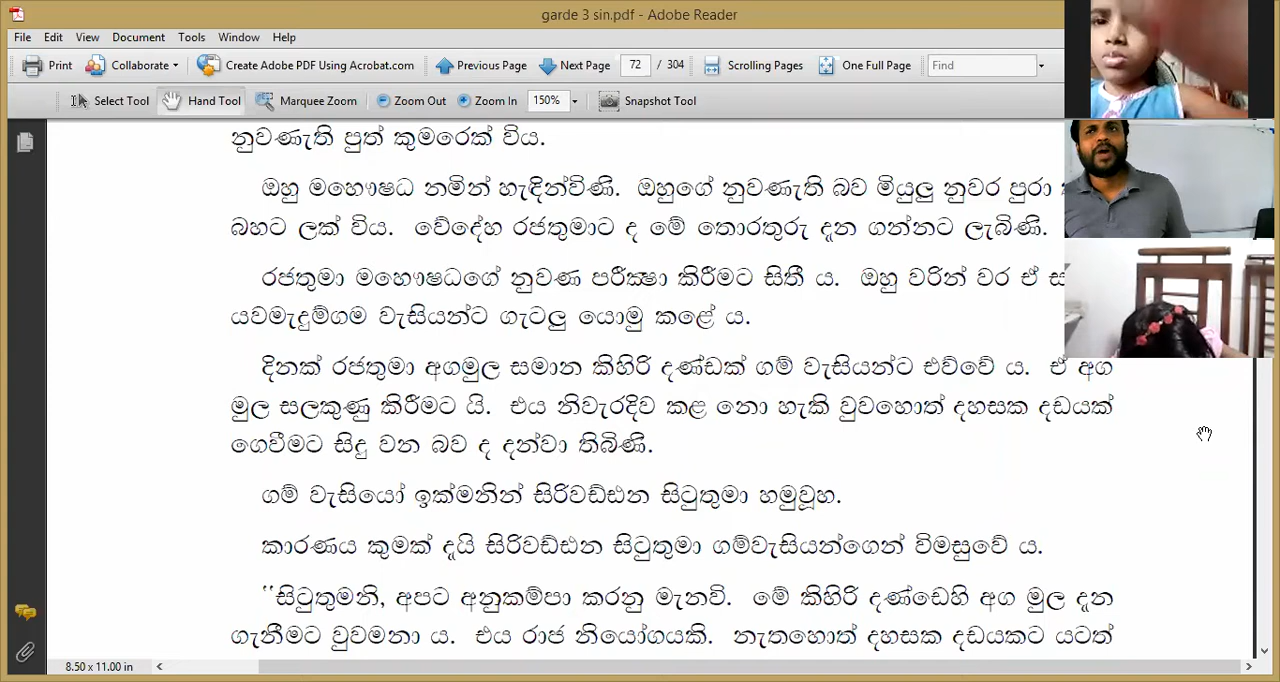 garde 3 sin.pdf - Adobe Reader
File Edit View Document Tools Window Help
Print Collaborate Create Adobe PDF Using Acrobat.com Previous Page Next Page 72 / 304 Scrolling Pages One Full Page Find
Select Tool Hand Tool Marquee Zoom Zoom Out Zoom In 150% Snapshot Tool
නුවණැති පුත් කුමරෙක් විය.
ඔහු මහෞෂධ නමින් හැඳින්විණි. ඔහුගේ නුවණැති බව මියුලු නුවර පුරා
බහට ලක් විය. වේදේහ රජතුමාට ද මේ තොරතුරු දැන ගන්නට ලැබිණි.
රජතුමා මහෞෂධගේ නුවණ පරීක්‍ෂා කිරීමට සිතී ය. ඔහු වරින් වර ඒ
යවමැදුම්ගම වැසියන්ට ගැටලු යොමු කළේ ය.
දිනක් රජතුමා අගමුල සමාන කිහිරි දණ්ඩක් ගම් වැසියන්ට එව්වේ ය. ඒ අග
මුල සලකුණු කිරීමට යි. එය නිවැරදිව කළ නො හැකි වුවහොත් දහසක දඩයක්
ගෙවීමට සිදු වන බව ද දන්වා තිබිණි.
ගම් වැසියෝ ඉක්මනින් සිරිවඩ්ඪන සිටුතුමා හමුවූහ.
කාරණය කුමක් දැයි සිරිවඩ්ඪන සිටුතුමා ගම්වැසියන්ගෙන් විමසුවේ ය.
“සිටුතුමනි, අපට අනුකම්පා කරනු මැනවි. මේ කිහිරි දණ්ඩෙහි අග මුල දැන
ගැනීමට වුවමනා ය. එය රාජ නියෝගයකි. නැතහොත් දහසක දඩයකට යටත්
8.50 x 11.00 in